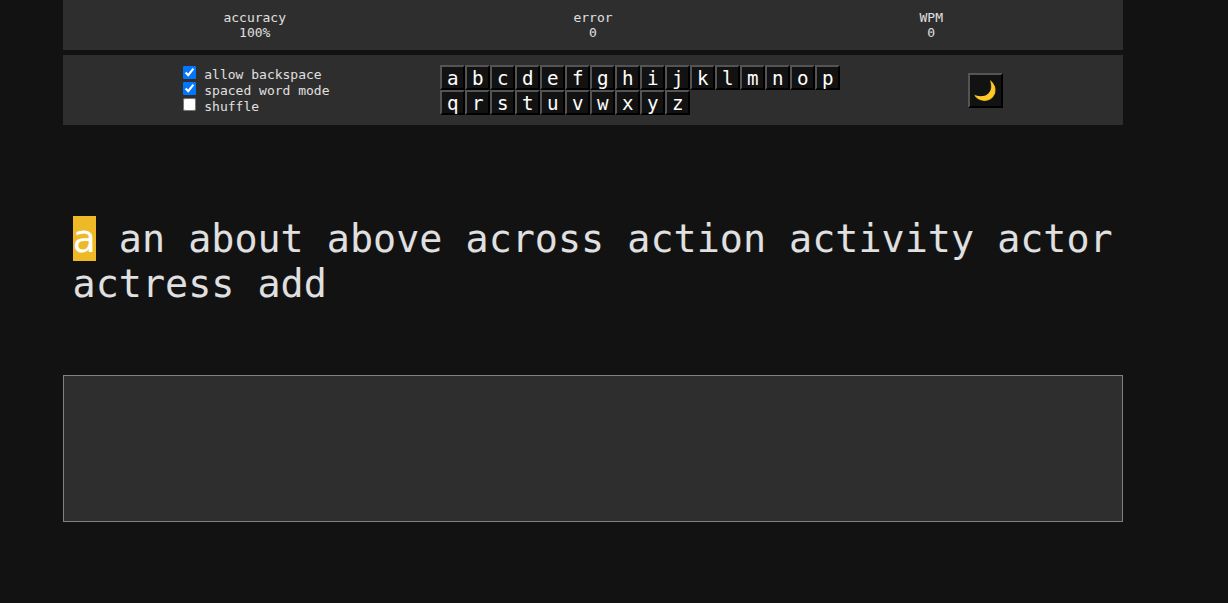 accuracy error WPM
100% 0 0
allow backspace
spaced word mode
shuffle
a b c d e f g h i j k l m n o p
q r s t u v w x y z
a an about above across action activity actor
actress add